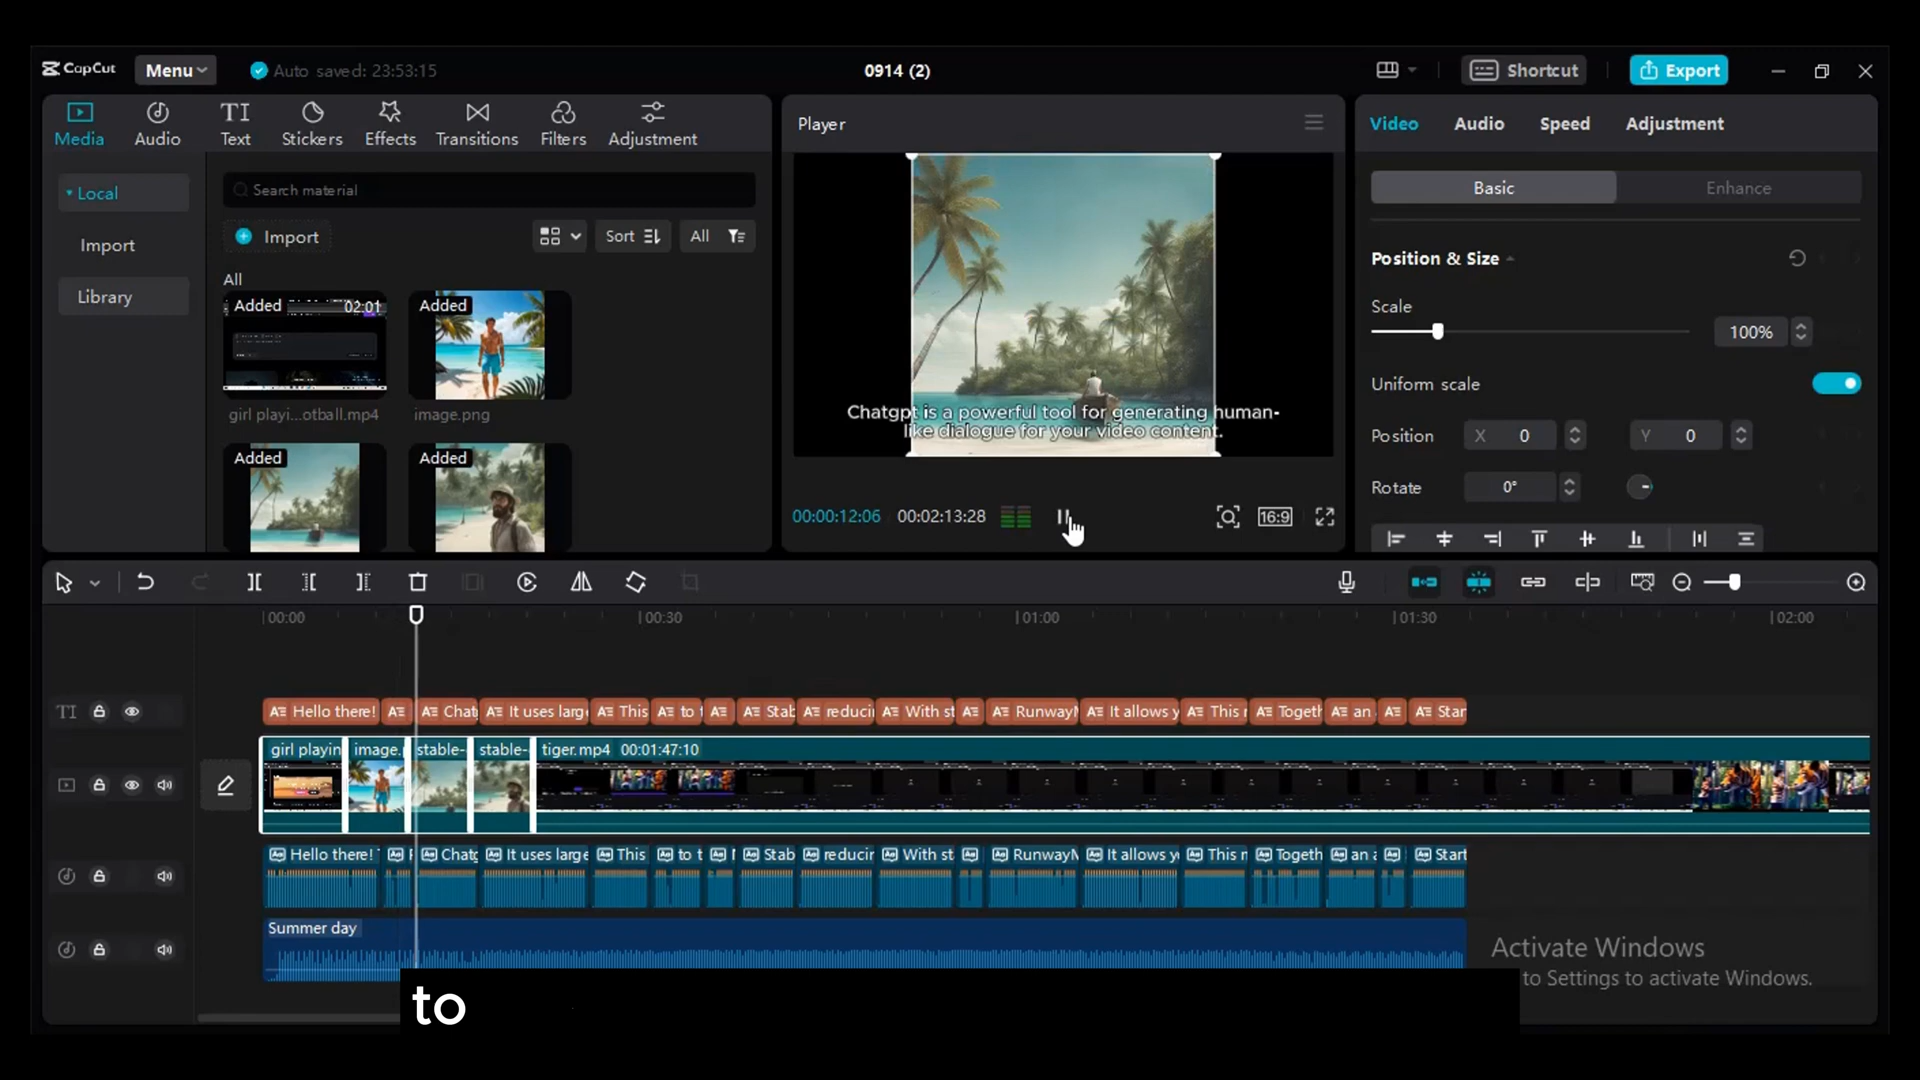 CapCut
Menu
Auto saved: 23:53:15
0914 (2)
Shortcut
Export
Media
Audio
TI
Text
Stickers
Effects
Transitions
Filters
Adjustment
Local
Import
Library
Search material
Import
Sort
All
All
Added
02:01
girl playi...otball.mp4
Added
image.png
Added
Added
Player
Chatgpt is a powerful tool for generating human-
like dialogue for your video content.
00:00:12:06
00:02:13:28
16:9
Video
Audio
Speed
Adjustment
Basic
Enhance
Position & Size
Scale
100%
Uniform scale
Position
X 0
Y 0
Rotate
0°
00:00
00:30
01:00
01:30
02:00
TI
Hello there!
Chat
It uses larg
This
to t
Stab
reduci
With st
RunwayM
It allows y
This r
Togeth
an a
Star
girl playin
image.
stable-
stable-
tiger.mp4 00:01:47:10
Hello there!
Chatg
It uses large
This
to t
Stab
reducir
With st
RunwayM
It allows y
This m
Togeth
an a
Start
Summer day
Activate Windows
to Settings to activate Windows.
to